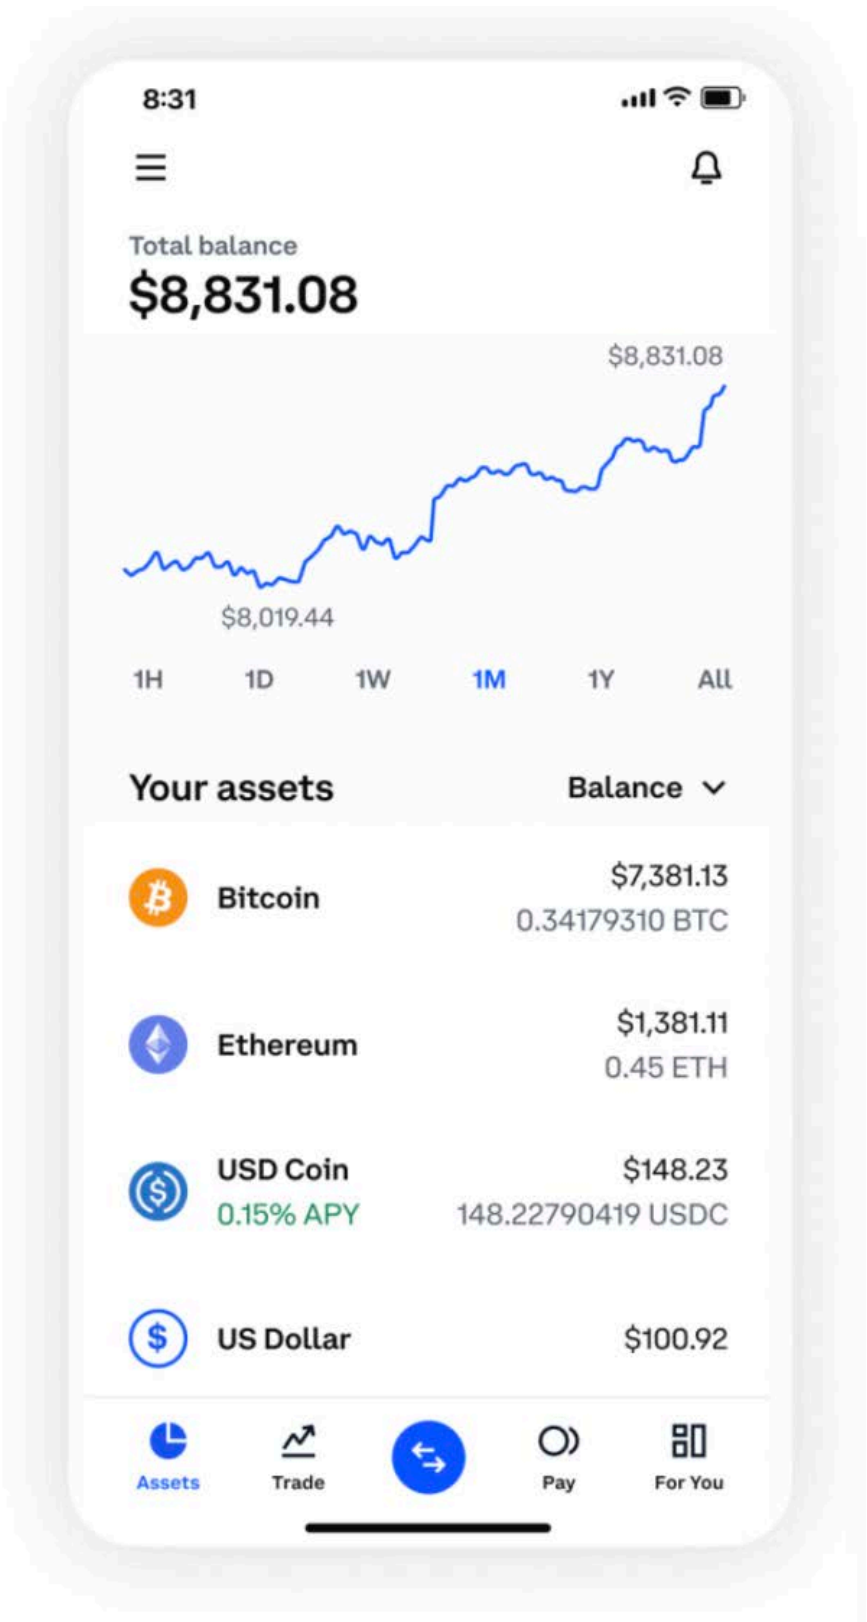 8:31
Total balance
$8,831.08
$8,831.08
$8,019.44
1H 1D 1W 1M 1Y All
Your assets Balance
Bitcoin $7,381.13
0.34179310 BTC
Ethereum $1,381.11
0.45 ETH
USD Coin $148.23
0.15% APY 148.22790419 USDC
US Dollar $100.92
Assets Trade Pay For You